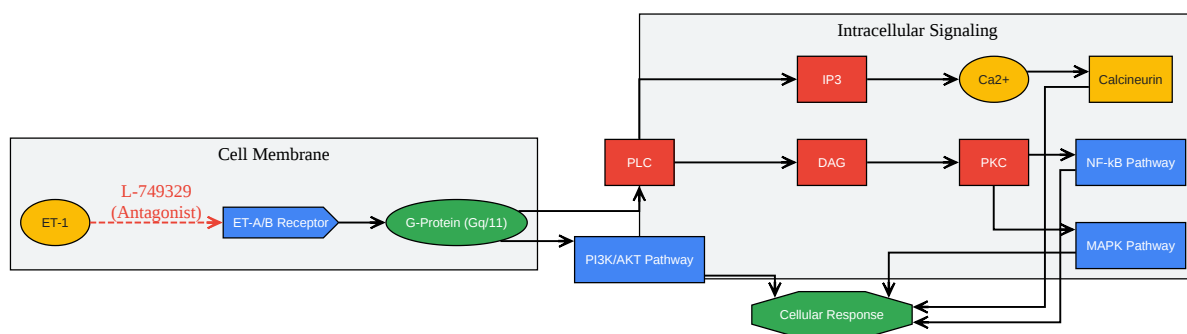 Intracellular Signaling
IP3
Ca2+
Calcineurin
Cell Membrane
PLC
DAG
PKC
NF-kB Pathway
L-749329
(Antagonist)
ET-1
ET-A/B Receptor
G-Protein (Gq/11)
PI3K/AKT Pathway
MAPK Pathway
Cellular Response